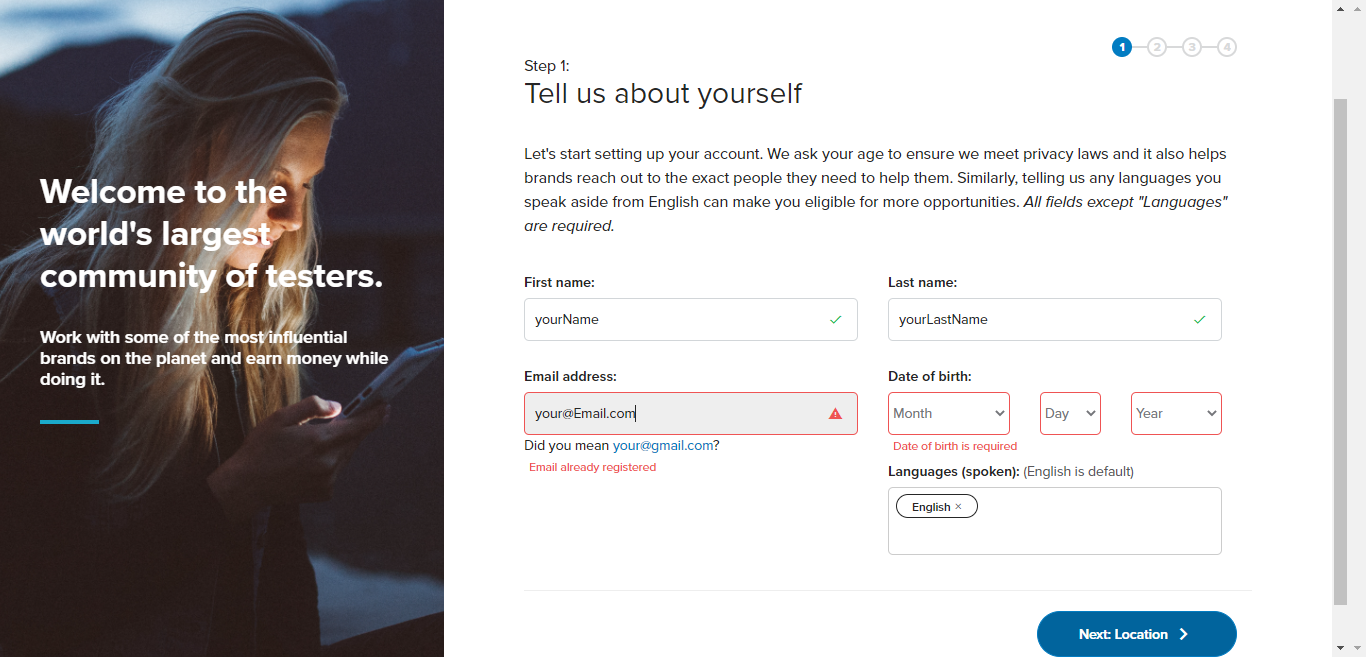 Welcome to the
world's largest
community of testers.
Work with some of the most influential
brands on the planet and earn money while
doing it.
1 2 3 4
Step 1:
Tell us about yourself
Let's start setting up your account. We ask your age to ensure we meet privacy laws and it also helps
brands reach out to the exact people they need to help them. Similarly, telling us any languages you
speak aside from English can make you eligible for more opportunities. All fields except "Languages"
are required.
First name:
yourName
Last name:
yourLastName
Email address:
your@Email.com
Did you mean your@gmail.com?
Email already registered
Date of birth:
Month Day Year
Date of birth is required
Languages (spoken): (English is default)
English ×
Next: Location